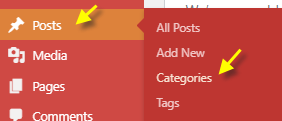 Posts
Media
Pages
Comments
All Posts
Add New
Categories
Tags